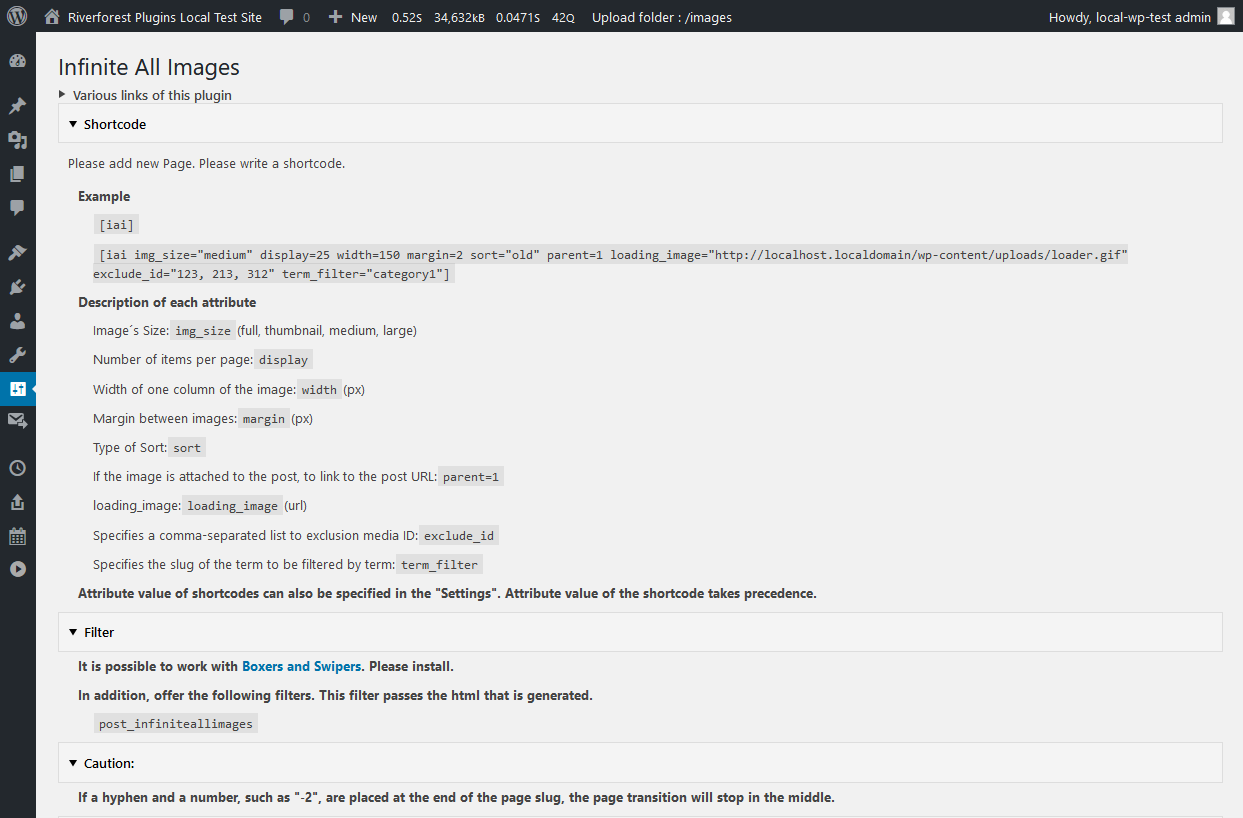 Riverforest Plugins Local Test Site 0 New 0.52S 34,632kB 0.0471S 42Q Upload folder : /images Howdy, local-wp-test admin
Infinite All Images
Various links of this plugin
Shortcode
Please add new Page. Please write a shortcode.
Example
[iai]
[iai img_size="medium" display=25 width=150 margin=2 sort="old" parent=1 loading_image="http://localhost.localdomain/wp-content/uploads/loader.gif"
exclude_id="123, 213, 312" term_filter="category1"]
Description of each attribute
Image´s Size: img_size (full, thumbnail, medium, large)
Number of items per page: display
Width of one column of the image: width (px)
Margin between images: margin (px)
Type of Sort: sort
If the image is attached to the post, to link to the post URL: parent=1
loading_image: loading_image (url)
Specifies a comma-separated list to exclusion media ID: exclude_id
Specifies the slug of the term to be filtered by term: term_filter
Attribute value of shortcodes can also be specified in the "Settings". Attribute value of the shortcode takes precedence.
Filter
It is possible to work with Boxers and Swipers. Please install.
In addition, offer the following filters. This filter passes the html that is generated.
post_infiniteallimages
Caution:
If a hyphen and a number, such as "-2", are placed at the end of the page slug, the page transition will stop in the middle.